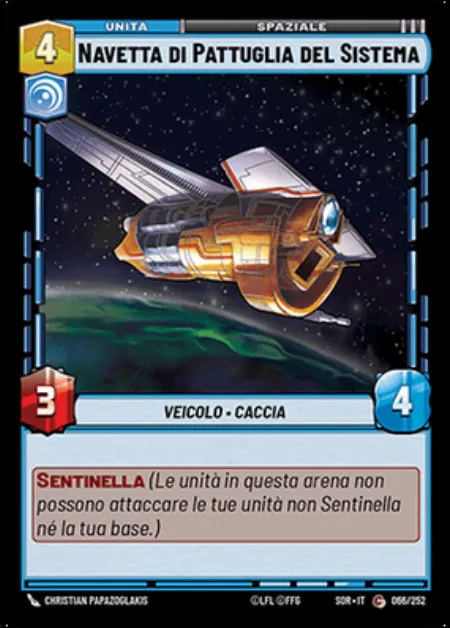 UNITÀ
SPAZIALE
4
NAVETTA DI PATTUGLIA DEL SISTEMA
3
VEICOLO • CACCIA
4
SENTINELLA (Le unità in questa arena non
possono attaccare le tue unità non Sentinella
né la tua base.)
CHRISTIAN PAPAZOGLAKIS
©LFL ©FFG
SOR • IT
C
066/252